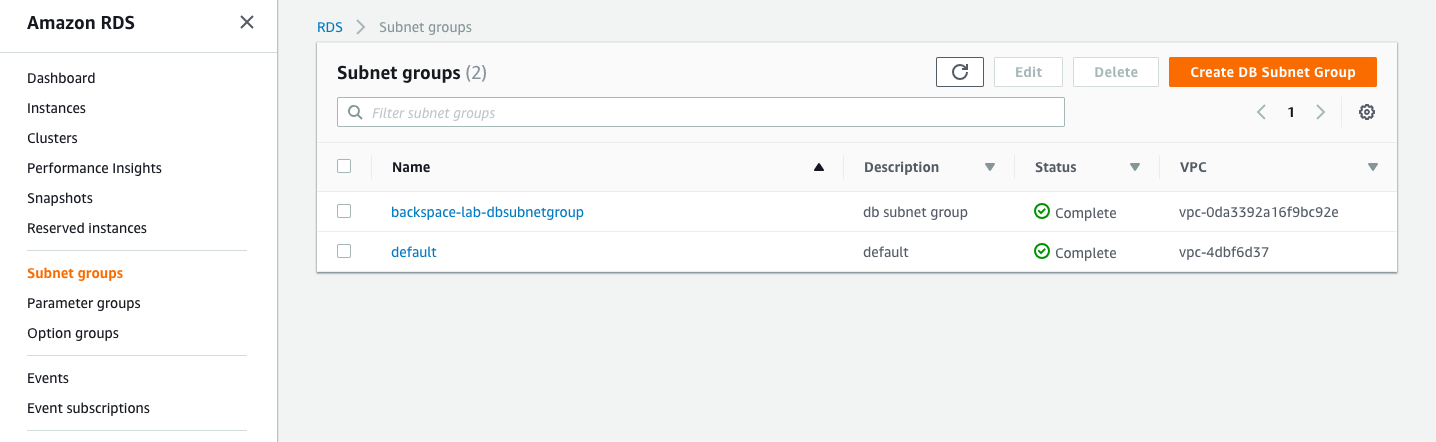 Amazon RDS
Dashboard
Instances
Clusters
Performance Insights
Snapshots
Reserved instances
Subnet groups
Parameter groups
Option groups
Events
Event subscriptions
RDS Subnet groups
Subnet groups (2) Edit Delete Create DB Subnet Group
Filter subnet groups 1
Name Description Status VPC
backspace-lab-dbsubnetgroup db subnet group Complete vpc-0da3392a16f9bc92e
default default Complete vpc-4dbf6d37